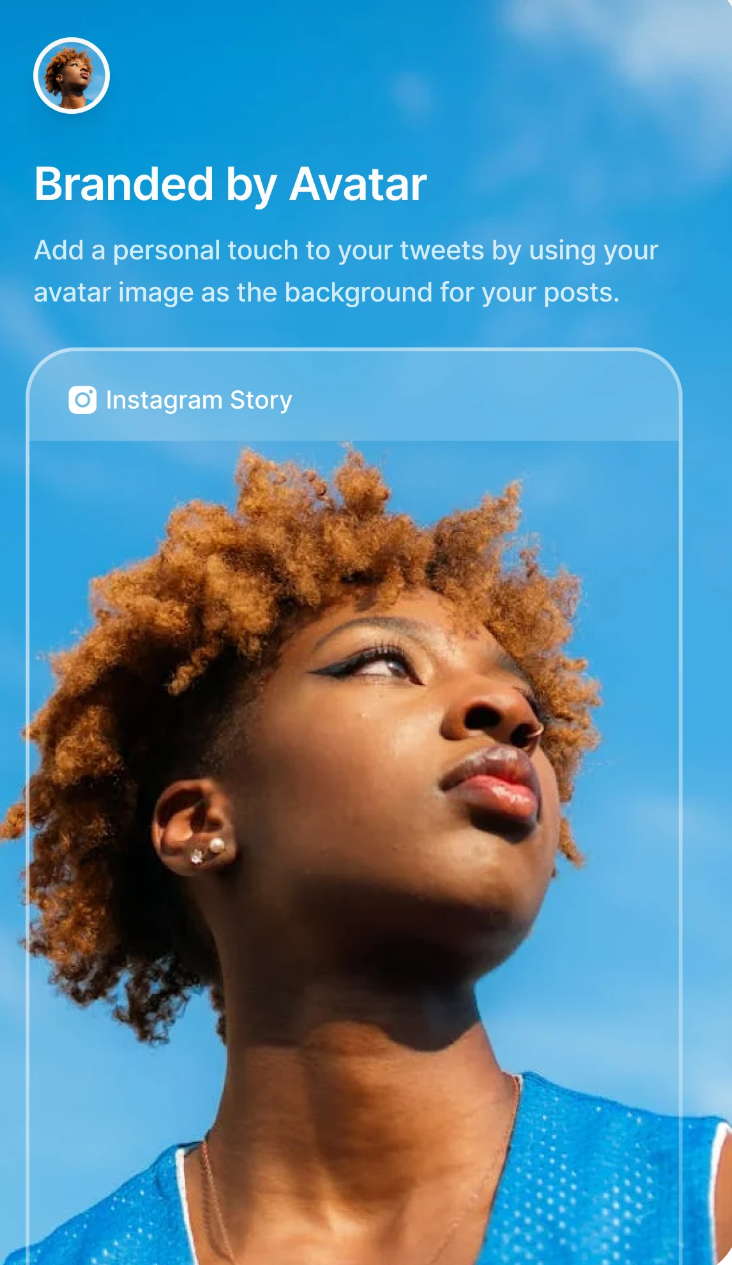 Branded by Avatar
Add a personal touch to your tweets by using your
avatar image as the background for your posts.
Instagram Story